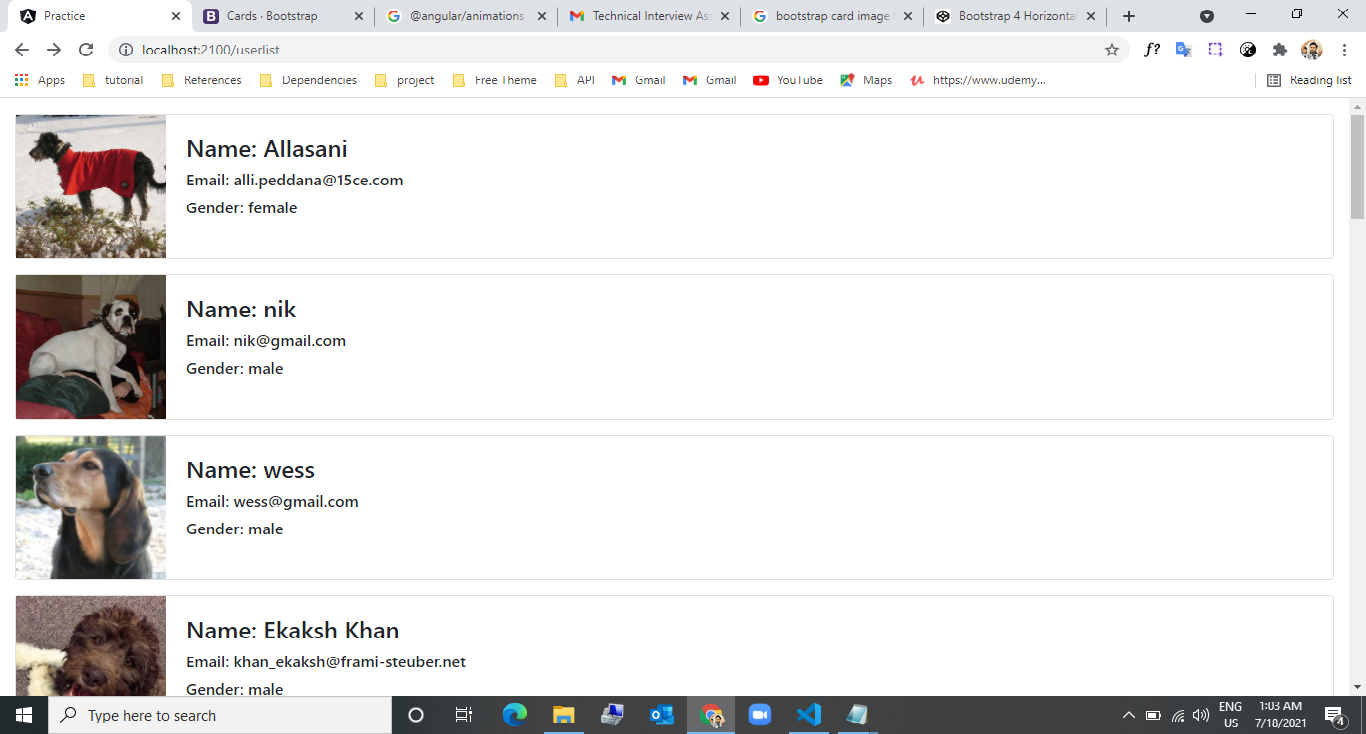 Practice
Cards · Bootstrap
@angular/animations
Technical Interview Ass
bootstrap card image
Bootstrap 4 Horizonta
localhost:2100/userlist
f?
Apps
tutorial
References
Dependencies
project
Free Theme
API
Gmail
Gmail
YouTube
Maps
https://www.udemy...
Reading list
Name: Allasani
Email: alli.peddana@15ce.com
Gender: female
Name: nik
Email: nik@gmail.com
Gender: male
Name: wess
Email: wess@gmail.com
Gender: male
Name: Ekaksh Khan
Email: khan_ekaksh@frami-steuber.net
Gender: male
Type here to search
ENG
US
1:03 AM
7/18/2021
4